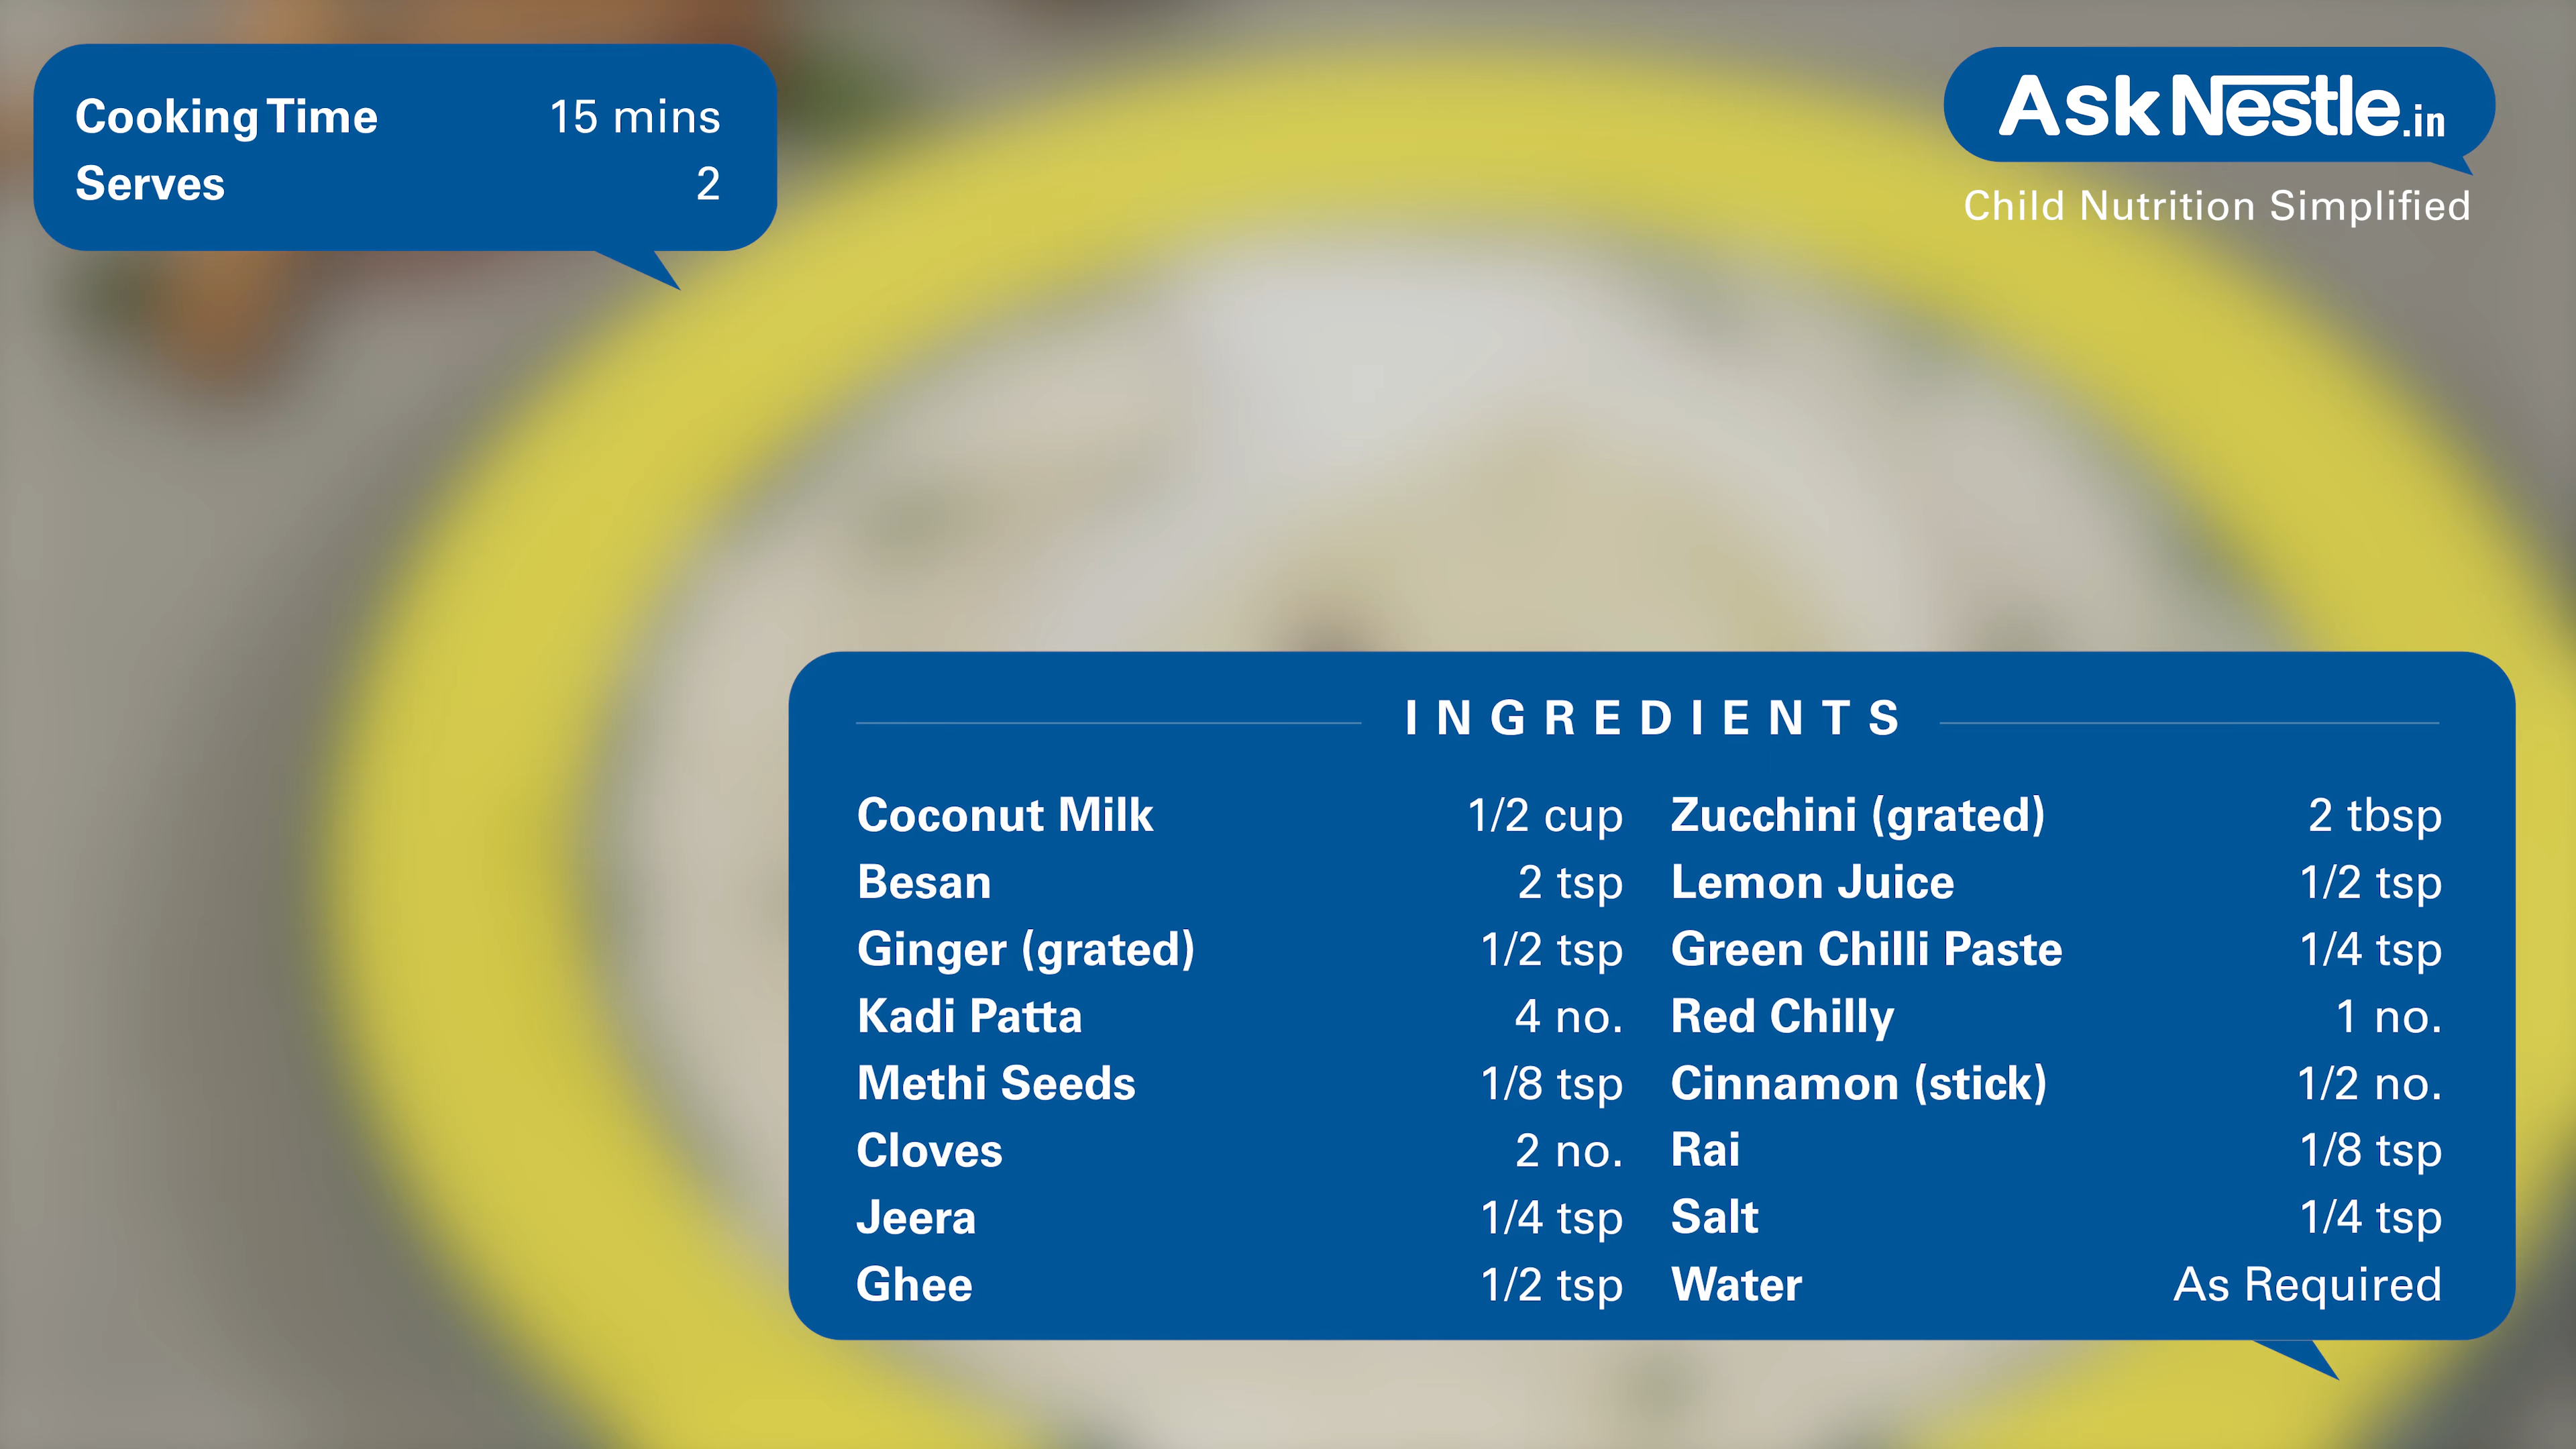 Cooking Time 15 mins
Serves 2
AskNestle.in
Child Nutrition Simplified
INGREDIENTS
Coconut Milk 1/2 cup Zucchini (grated) 2 tbsp
Besan 2 tsp Lemon Juice 1/2 tsp
Ginger (grated) 1/2 tsp Green Chilli Paste 1/4 tsp
Kadi Patta 4 no. Red Chilly 1 no.
Methi Seeds 1/8 tsp Cinnamon (stick) 1/2 no.
Cloves 2 no. Rai 1/8 tsp
Jeera 1/4 tsp Salt 1/4 tsp
Ghee 1/2 tsp Water As Required